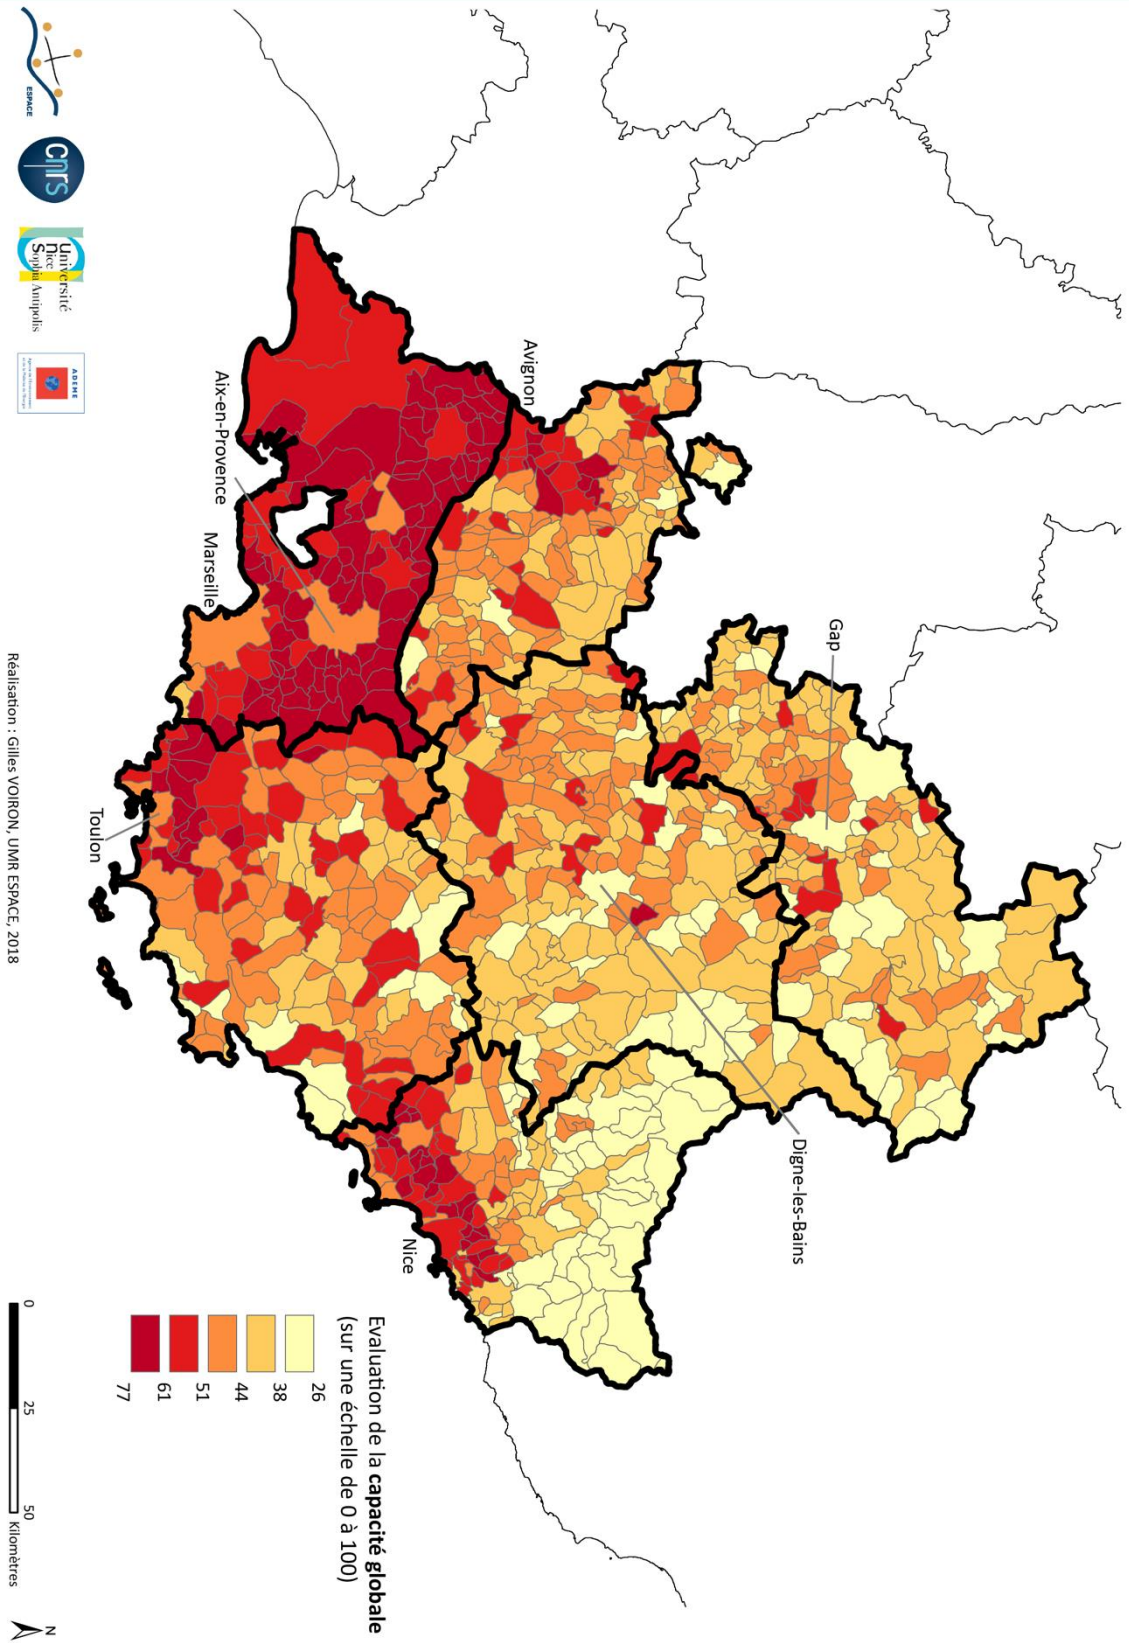 Gap
Avignon
Digne-les-Bains
Aix-en-Provence
Marseille
Nice
Toulon
Evaluation de la capacité globale
(sur une échelle de 0 à 100)
26
38
44
51
61
77
0 25 50 Kilomètres
N
ESPACE
cnrs
Université
nice
Sophia Antipolis
ADEME
Réalisation : Gilles VOIRON, UMR ESPACE, 2018